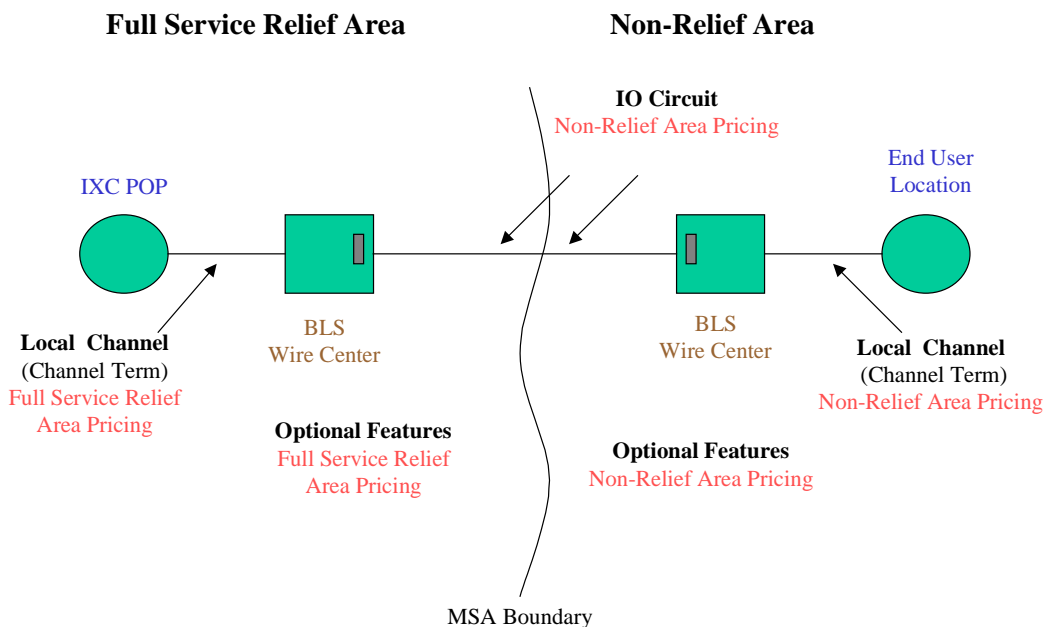 Full Service Relief Area
Non-Relief Area
IO Circuit
Non-Relief Area Pricing
IXC POP
End User
Location
BLS
Wire Center
BLS
Wire Center
Local Channel
(Channel Term)
Full Service Relief
Area Pricing
Local Channel
(Channel Term)
Non-Relief Area Pricing
Optional Features
Full Service Relief
Area Pricing
Optional Features
Non-Relief Area Pricing
MSA Boundary